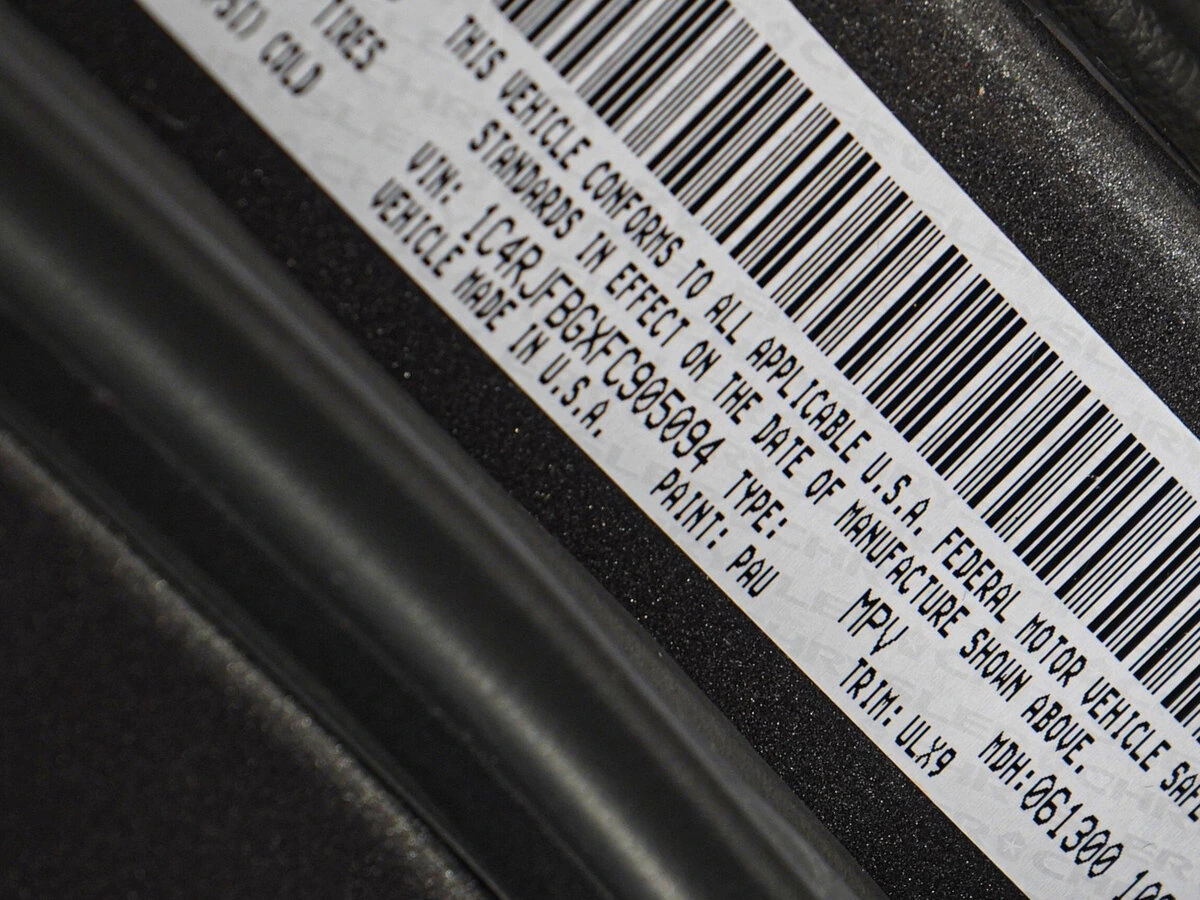 TIRES
COLD
THIS VEHICLE CONFORMS TO ALL APPLICABLE U.S.A. FEDERAL MOTOR VEHICLE
STANDARDS IN EFFECT ON THE DATE OF MANUFACTURE SHOWN ABOVE.
VIN: 1C4RJFBGXFC905094 TYPE: MPV MDH:061300
VEHICLE MADE IN U.S.A. PAINT: PAU TRIM: ULX9